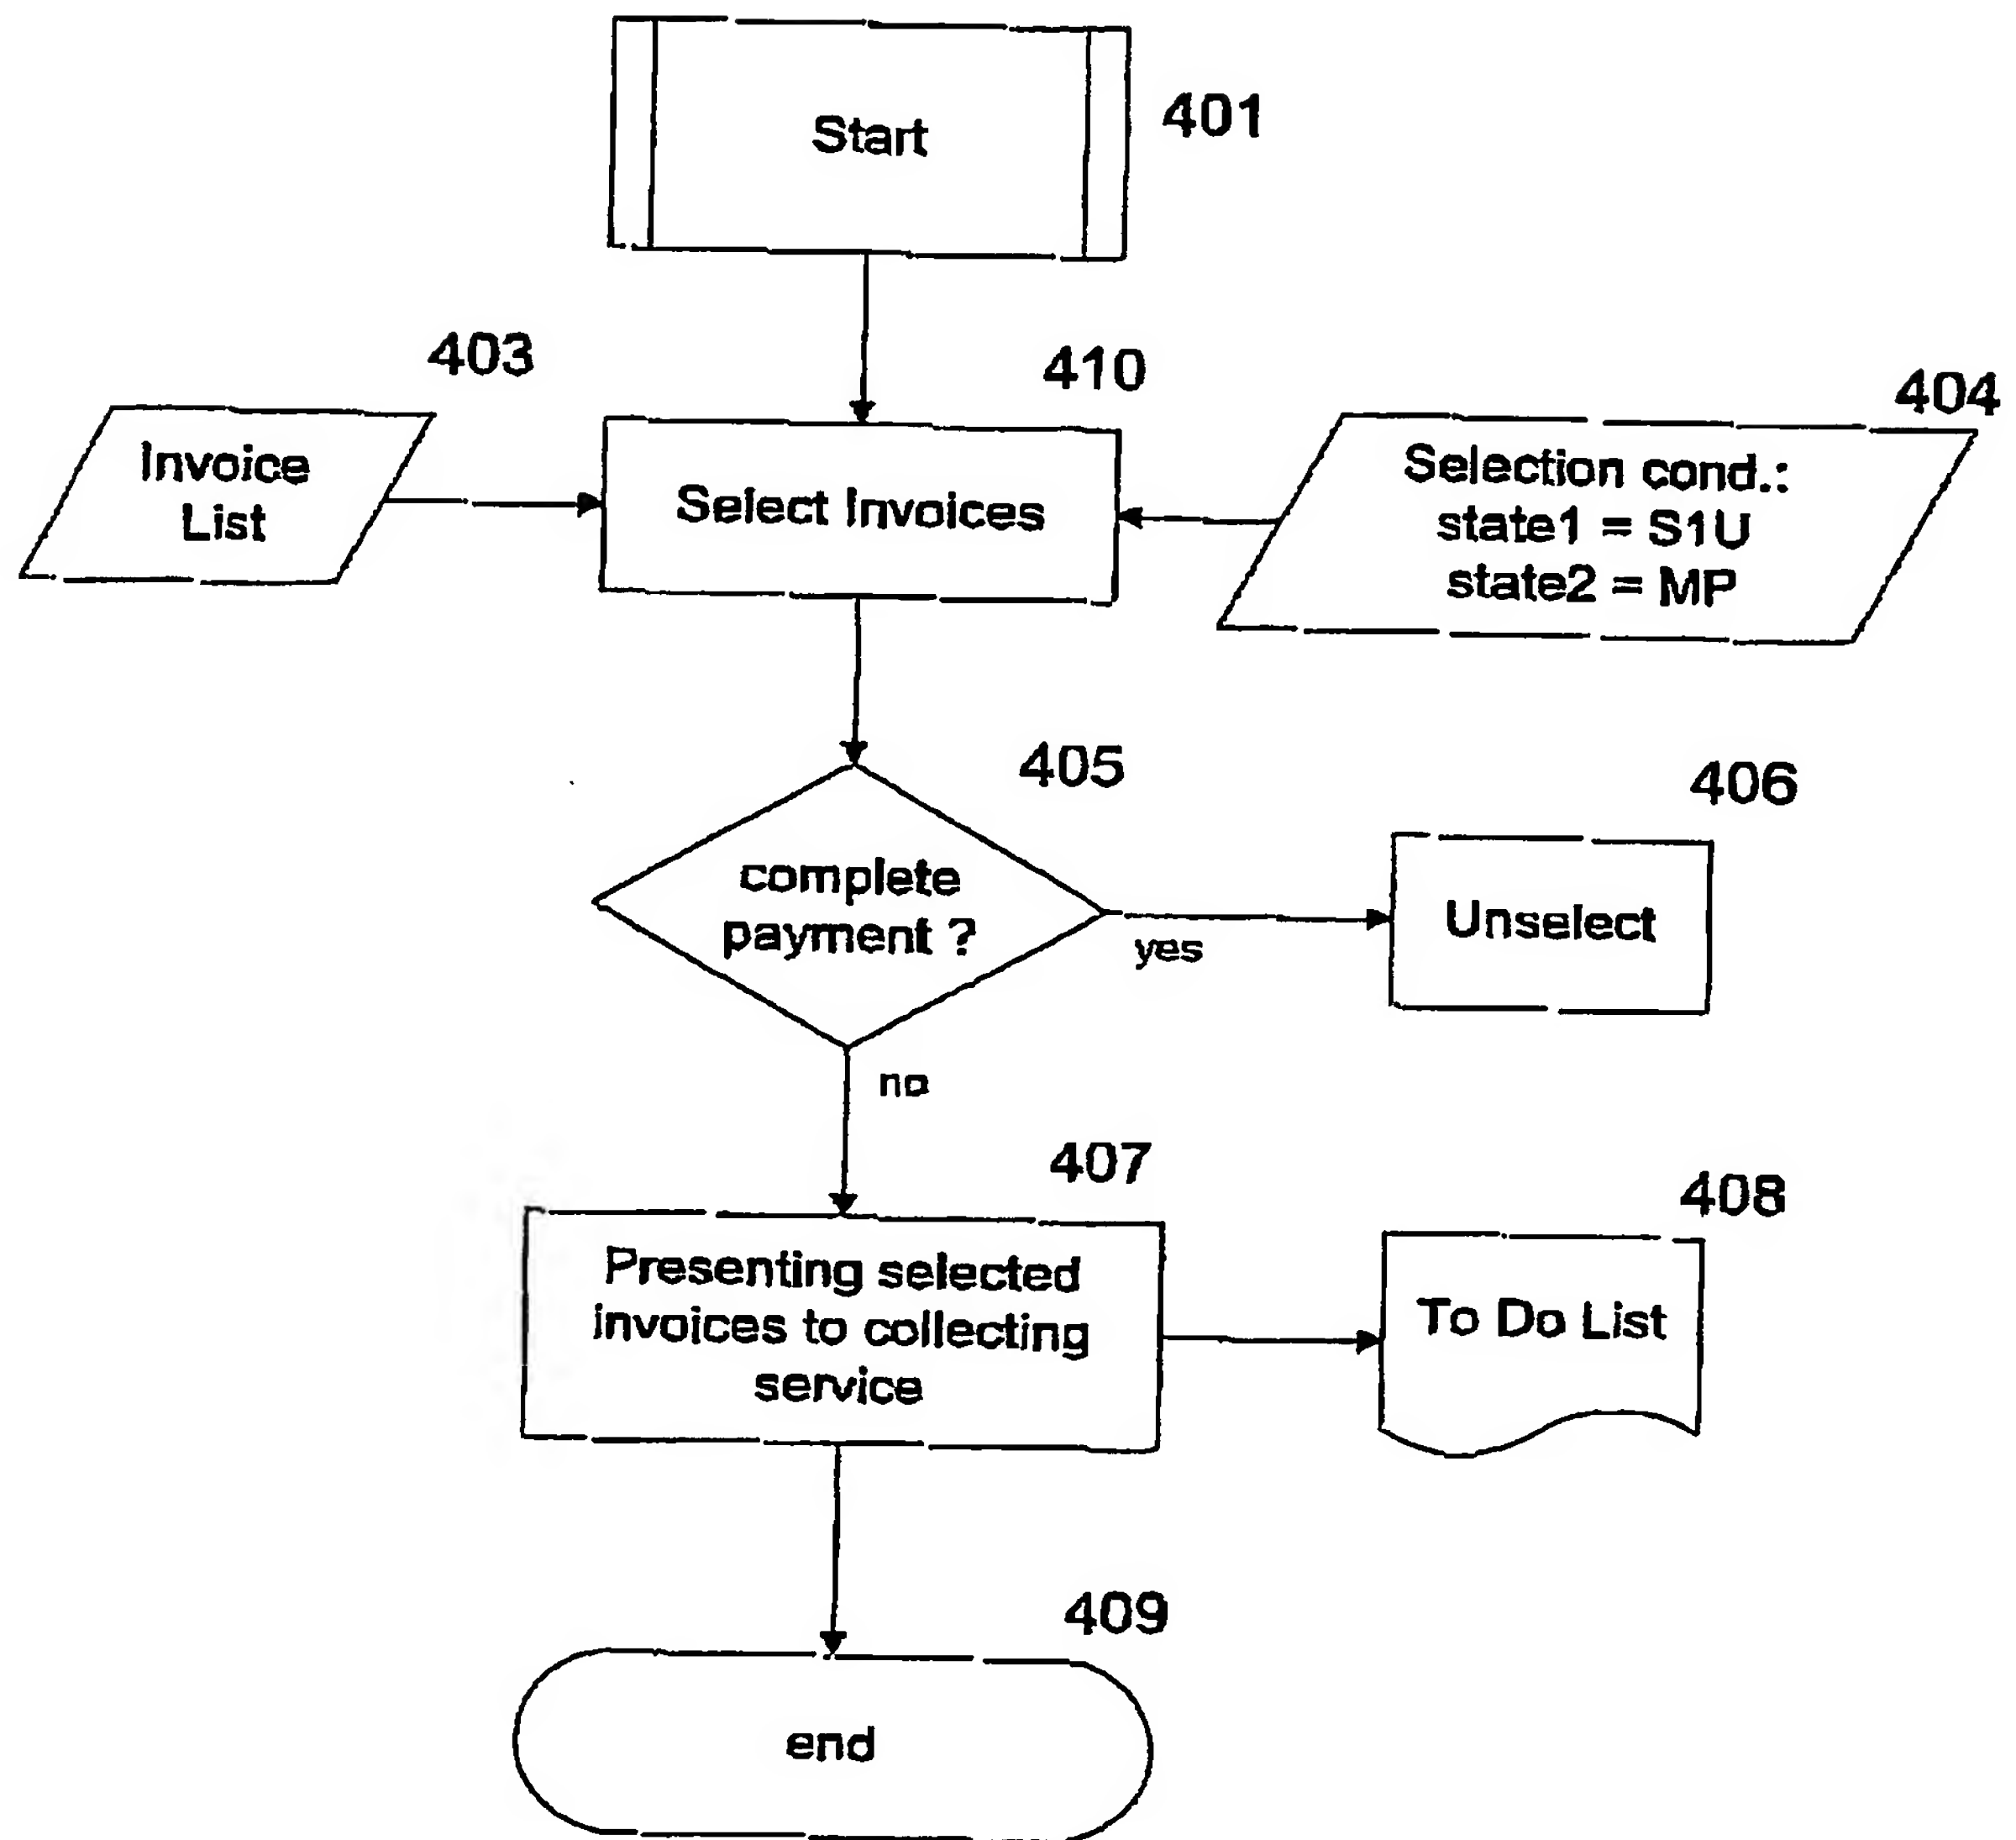 Start
401
403
410
404
Invoice
List
Select Invoices
Selection cond.:
state1 = S1U
state2 = MP
405
406
complete
payment ?
yes
Unselect
no
407
408
Presenting selected
invoices to collecting
service
To Do List
409
end